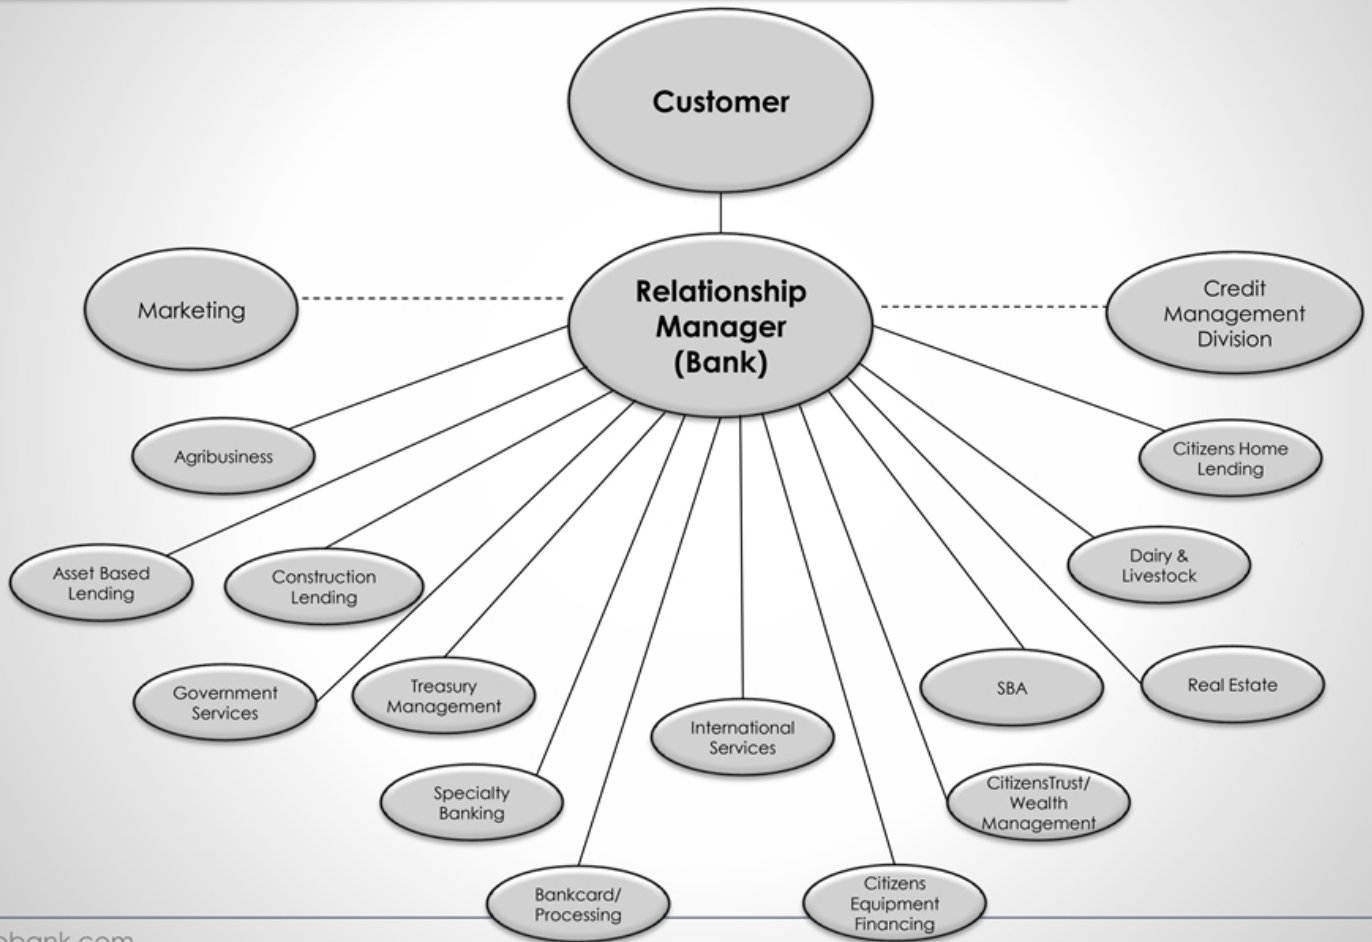 Customer
Relationship
Manager
(Bank)
Marketing
Credit
Management
Division
Agribusiness
Citizens Home
Lending
Asset Based
Lending
Construction
Lending
Dairy &
Livestock
Government
Services
Treasury
Management
International
Services
SBA
Real Estate
Specialty
Banking
CitizensTrust/
Wealth
Management
Bankcard/
Processing
Citizens
Equipment
Financing